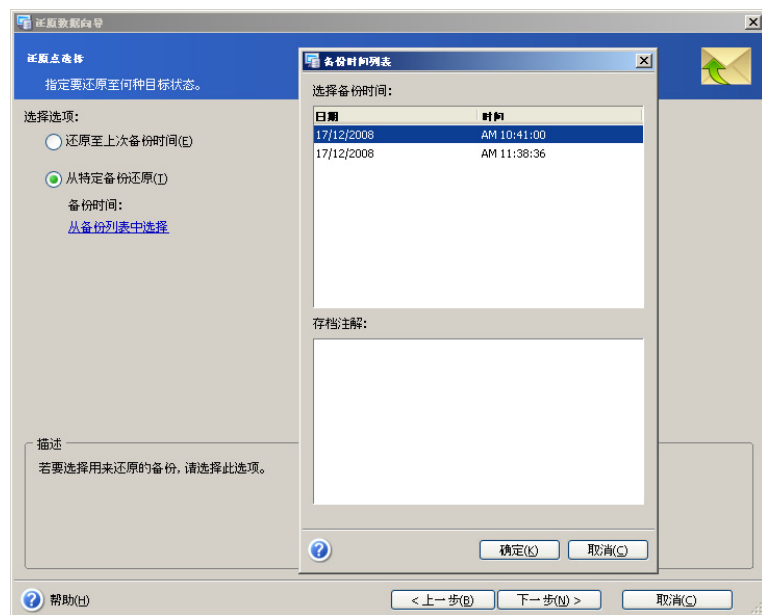 还原数据向导
还原点选择
指定要还原至何种目标状态。
选择选项:
还原至上次备份时间(E)
从特定备份还原(I)
备份时间:
从备份列表中选择
描述
若要选择用来还原的备份, 请选择此选项。
备份时间列表
选择备份时间:
日期 时间
17/12/2008 AM 10:41:00
17/12/2008 AM 11:38:36
存档注解:
确定(K) 取消(C)
帮助(H) < 上一步(B) 下一步(N) > 取消(C)